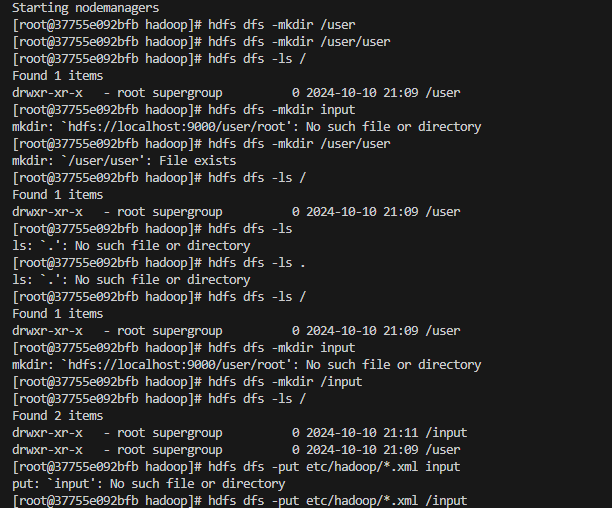 Starting nodemanagers
[root@37755e092bfb hadoop]# hdfs dfs -mkdir /user
[root@37755e092bfb hadoop]# hdfs dfs -mkdir /user/user
[root@37755e092bfb hadoop]# hdfs dfs -ls /
Found 1 items
drwxr-xr-x   - root supergroup          0 2024-10-10 21:09 /user
[root@37755e092bfb hadoop]# hdfs dfs -mkdir input
mkdir: `hdfs://localhost:9000/user/root': No such file or directory
[root@37755e092bfb hadoop]# hdfs dfs -mkdir /user/user
mkdir: `/user/user': File exists
[root@37755e092bfb hadoop]# hdfs dfs -ls /
Found 1 items
drwxr-xr-x   - root supergroup          0 2024-10-10 21:09 /user
[root@37755e092bfb hadoop]# hdfs dfs -ls
ls: `.': No such file or directory
[root@37755e092bfb hadoop]# hdfs dfs -ls .
ls: `.': No such file or directory
[root@37755e092bfb hadoop]# hdfs dfs -ls /
Found 1 items
drwxr-xr-x   - root supergroup          0 2024-10-10 21:09 /user
[root@37755e092bfb hadoop]# hdfs dfs -mkdir input
mkdir: `hdfs://localhost:9000/user/root': No such file or directory
[root@37755e092bfb hadoop]# hdfs dfs -mkdir /input
[root@37755e092bfb hadoop]# hdfs dfs -ls /
Found 2 items
drwxr-xr-x   - root supergroup          0 2024-10-10 21:11 /input
drwxr-xr-x   - root supergroup          0 2024-10-10 21:09 /user
[root@37755e092bfb hadoop]# hdfs dfs -put etc/hadoop/*.xml input
put: `input': No such file or directory
[root@37755e092bfb hadoop]# hdfs dfs -put etc/hadoop/*.xml /input